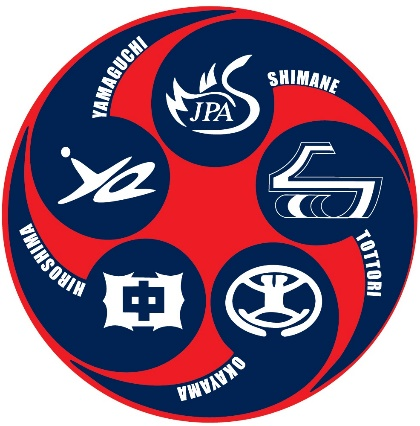 YAMAGUCHI
SHIMANE
JPA
TOTTORI
HIROSHIMA
中
OKAYAMA